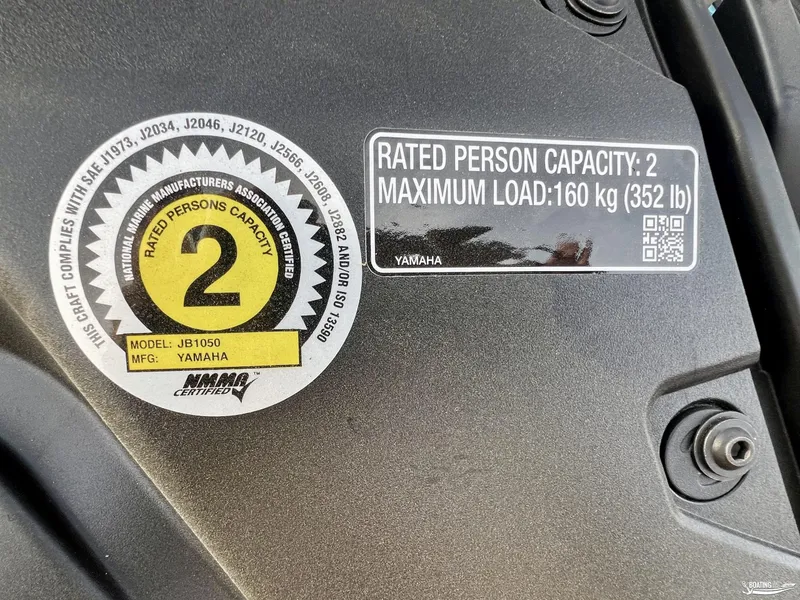 THIS CRAFT COMPLIES WITH SAE J1973, J2034, J2046, J2120, J2566, J2608, J2882 AND/OR ISO 13590
NATIONAL MARINE MANUFACTURERS ASSOCIATION CERTIFIED
RATED PERSONS CAPACITY
2
MODEL: JB1050
MFG: YAMAHA
NMMA™
CERTIFIED
RATED PERSON CAPACITY: 2
MAXIMUM LOAD:160 kg (352 lb)
YAMAHA
BOATING